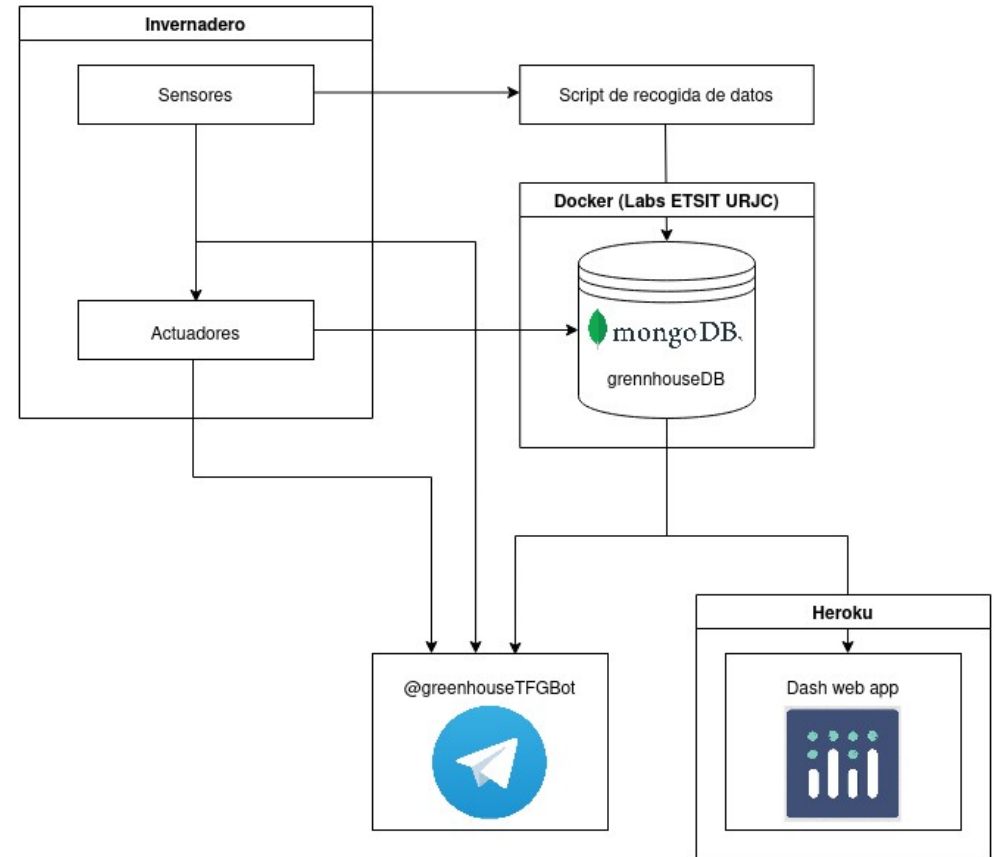 Invernadero
Sensores
Script de recogida de datos
Docker (Labs ETSIT URJC)
Actuadores
mongoDB.
grennhouseDB
Heroku
@greenhouseTFGBot
Dash web app